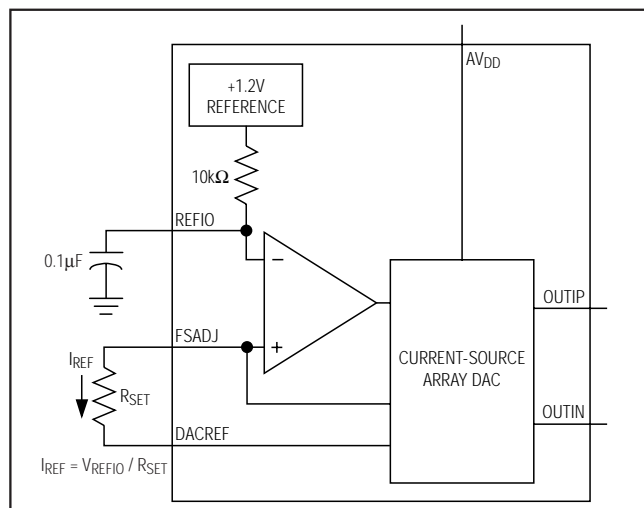 AVDD
+1.2V
REFERENCE
10kΩ
REFIO
0.1μF
−
OUTIP
FSADJ
+
IREF
CURRENT-SOURCE
ARRAY DAC
RSET
OUTIN
DACREF
IREF = VREFIO / RSET